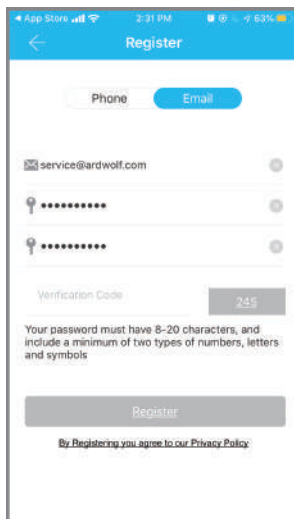 App Store 2:31 PM 63%
Register
Phone Email
service@ardwolf.com
••••••••••
••••••••••
Verification Code 245
Your password must have 8-20 characters, and
include a minimum of two types of numbers, letters
and symbols
Register
By Registering you agree to our Privacy Policy